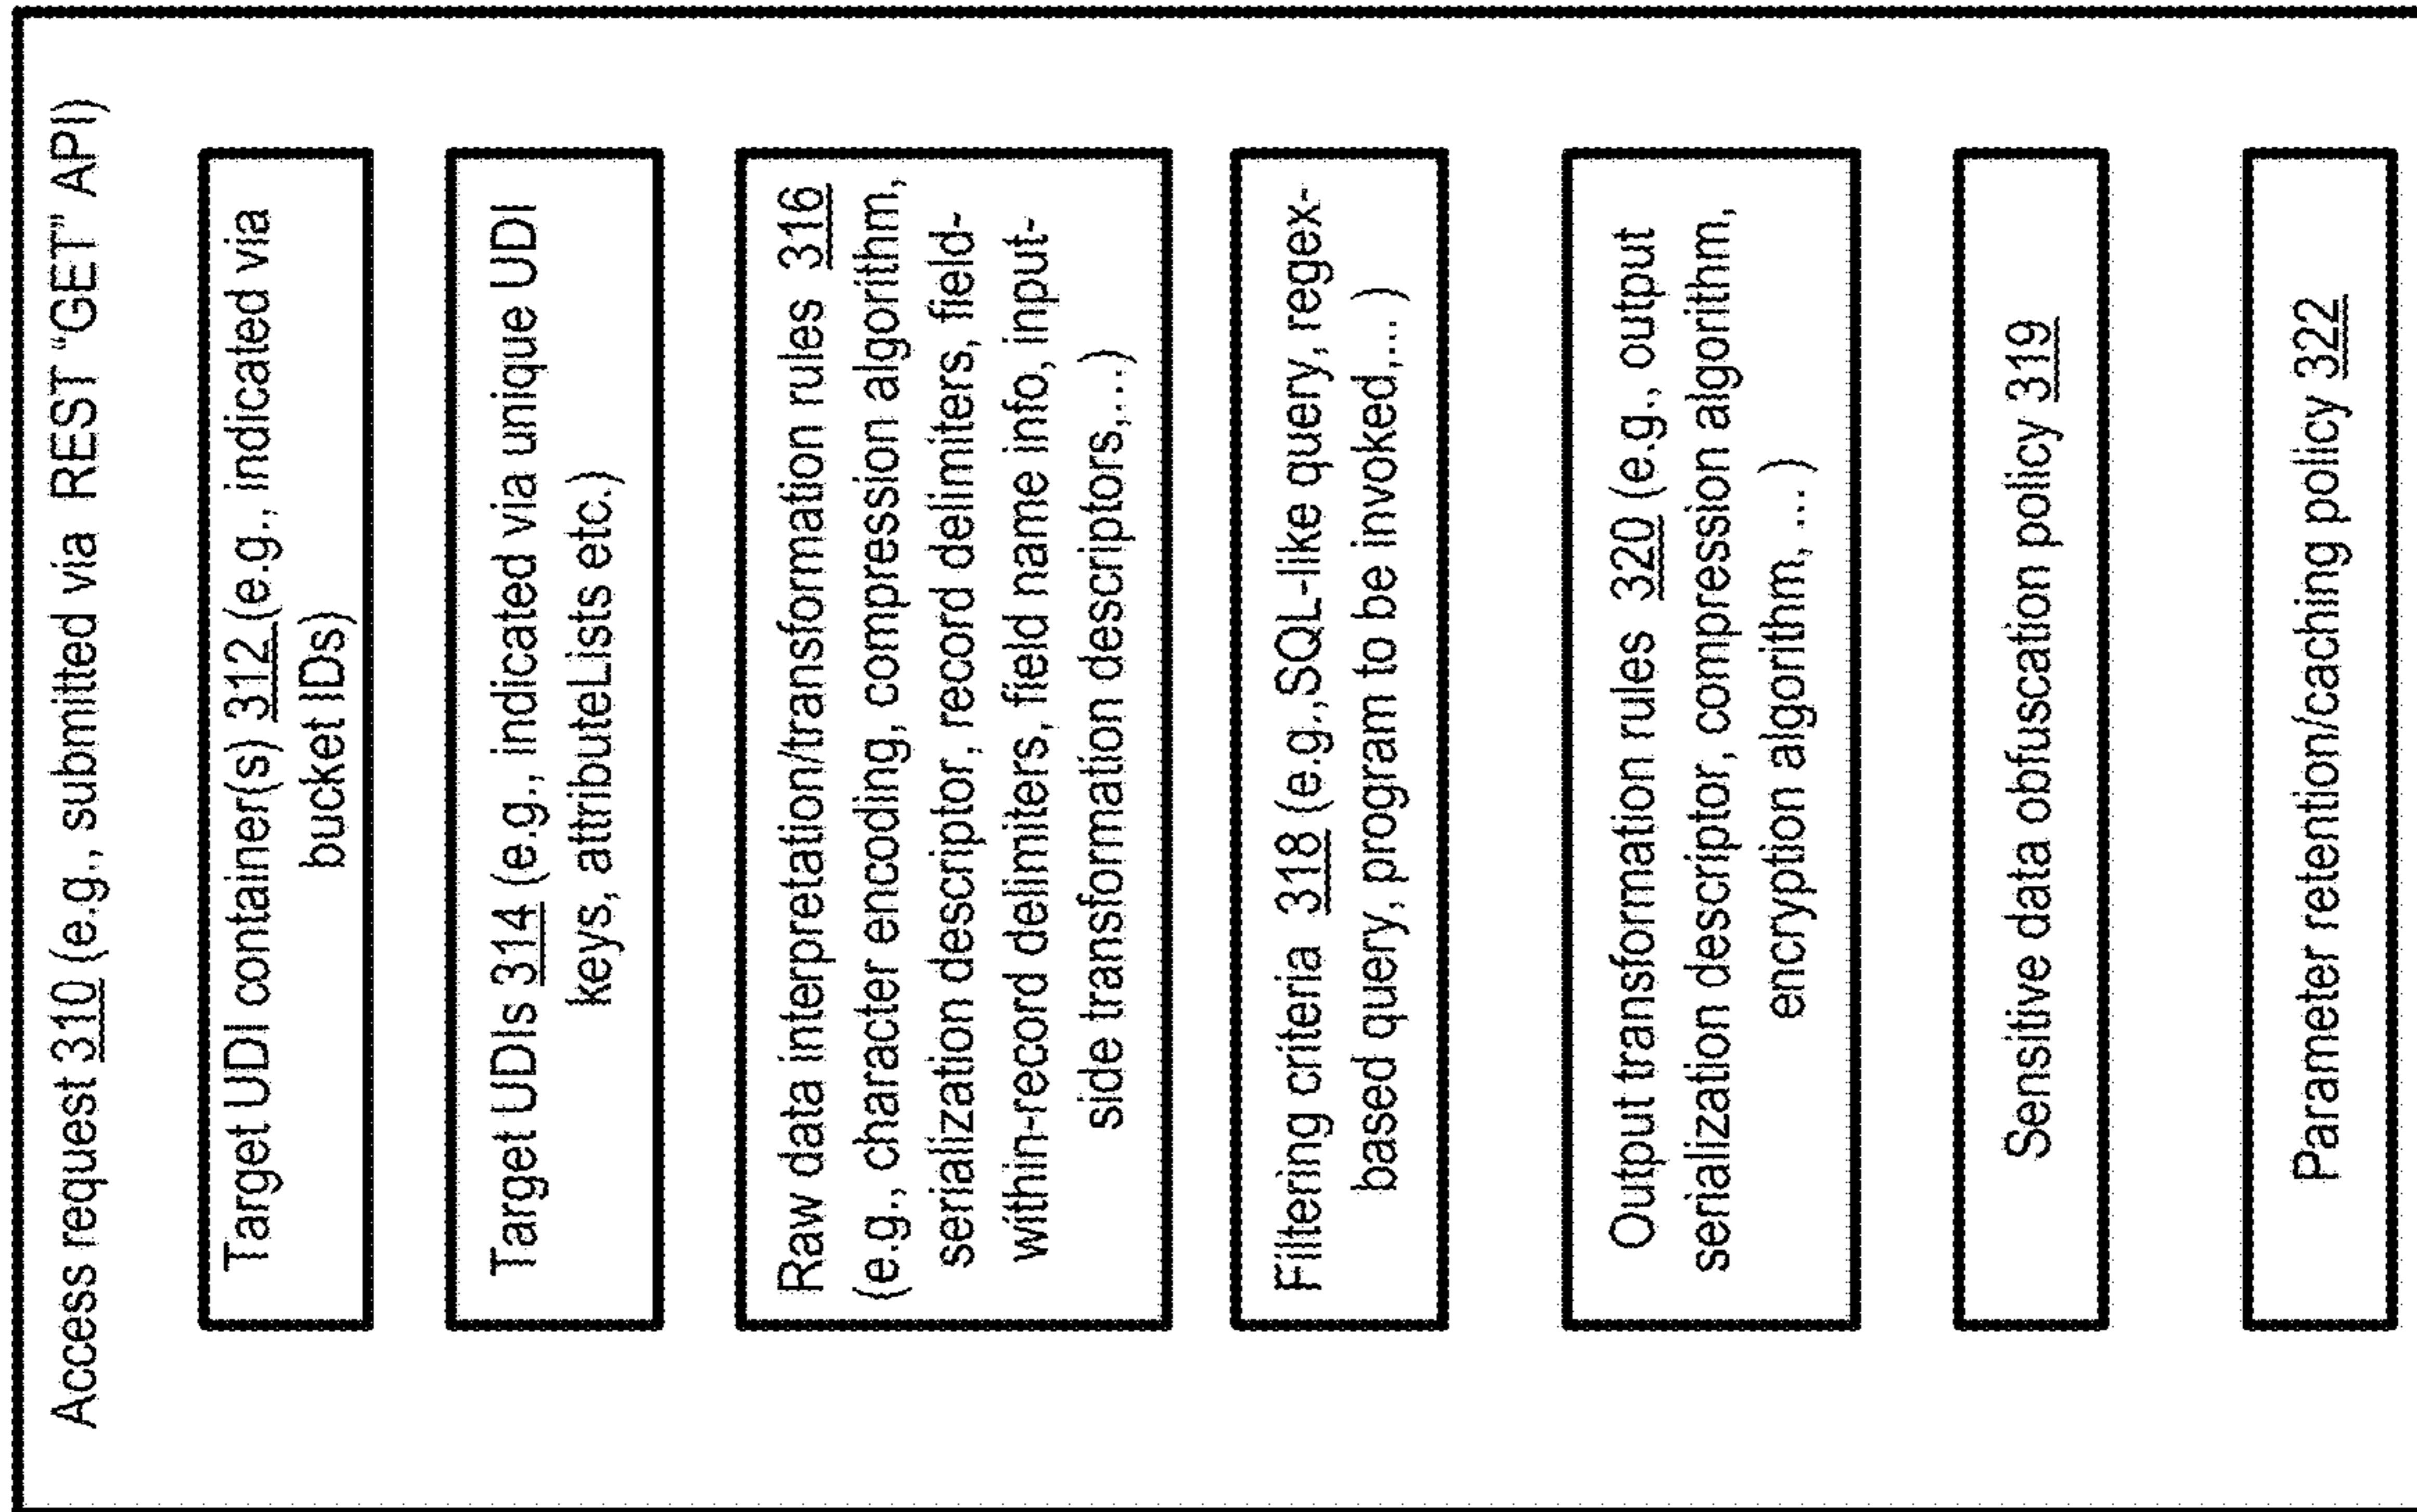 Access request 310 (e.g., submitted via REST "GET" API)
Target UDI container(s) 312 (e.g., indicated via
bucket IDs)
Target UDIs 314 (e.g., indicated via unique UDI
keys, attributeLists etc.)
Raw data interpretation/transformation rules 316
(e.g., character encoding, compression algorithm,
serialization descriptor, record delimiters, field-
within-record delimiters, field name info, input-
side transformation descriptors,...)
Filtering criteria 318 (e.g.,SQL-like query, regex-
based query, program to be invoked,... )
Output transformation rules 320 (e.g., output
serialization descriptor, compression algorithm,
encryption algorithm, ...)
Sensitive data obfuscation policy 319
Parameter retention/caching policy 322